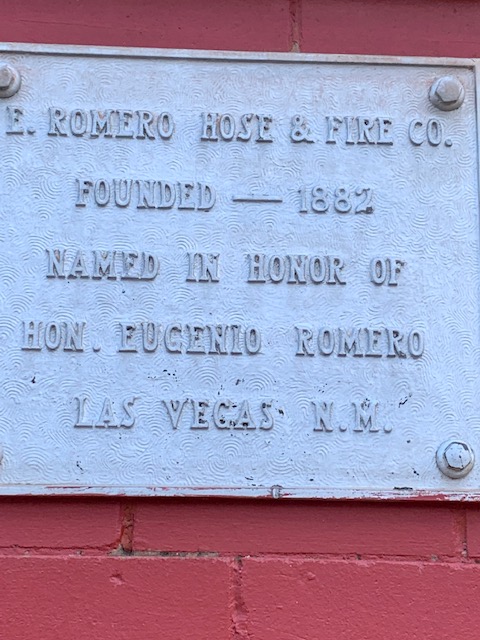 E. ROMERO HOSE & FIRE CO.
FOUNDED — 1882
NAMED IN HONOR OF
HON. EUGENIO ROMERO
LAS VEGAS N.M.